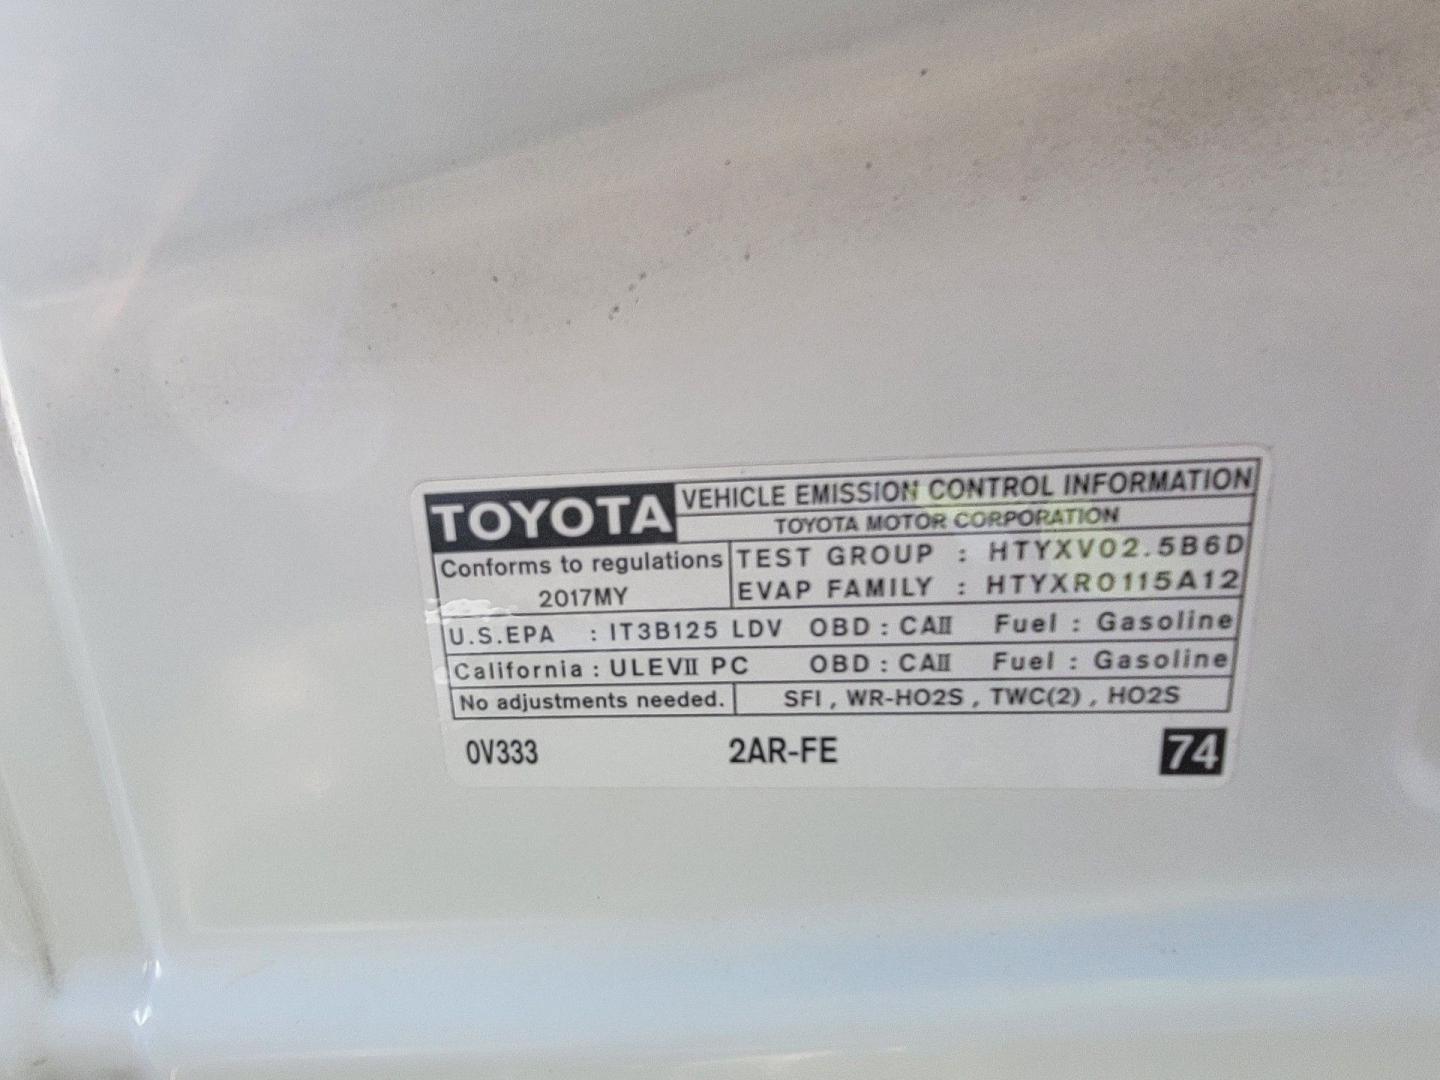 TOYOTA VEHICLE EMISSION CONTROL INFORMATION
TOYOTA MOTOR CORPORATION
Conforms to regulations
2017MY
TEST GROUP : HTYXV02.5B6D
EVAP FAMILY : HTYXR0115A12
U.S.EPA : IT3B125 LDV OBD : CAⅡ Fuel : Gasoline
California : ULEVⅡ PC OBD : CAⅡ Fuel : Gasoline
No adjustments needed. SFI , WR-HO2S , TWC(2) , HO2S
0V333 2AR-FE 74